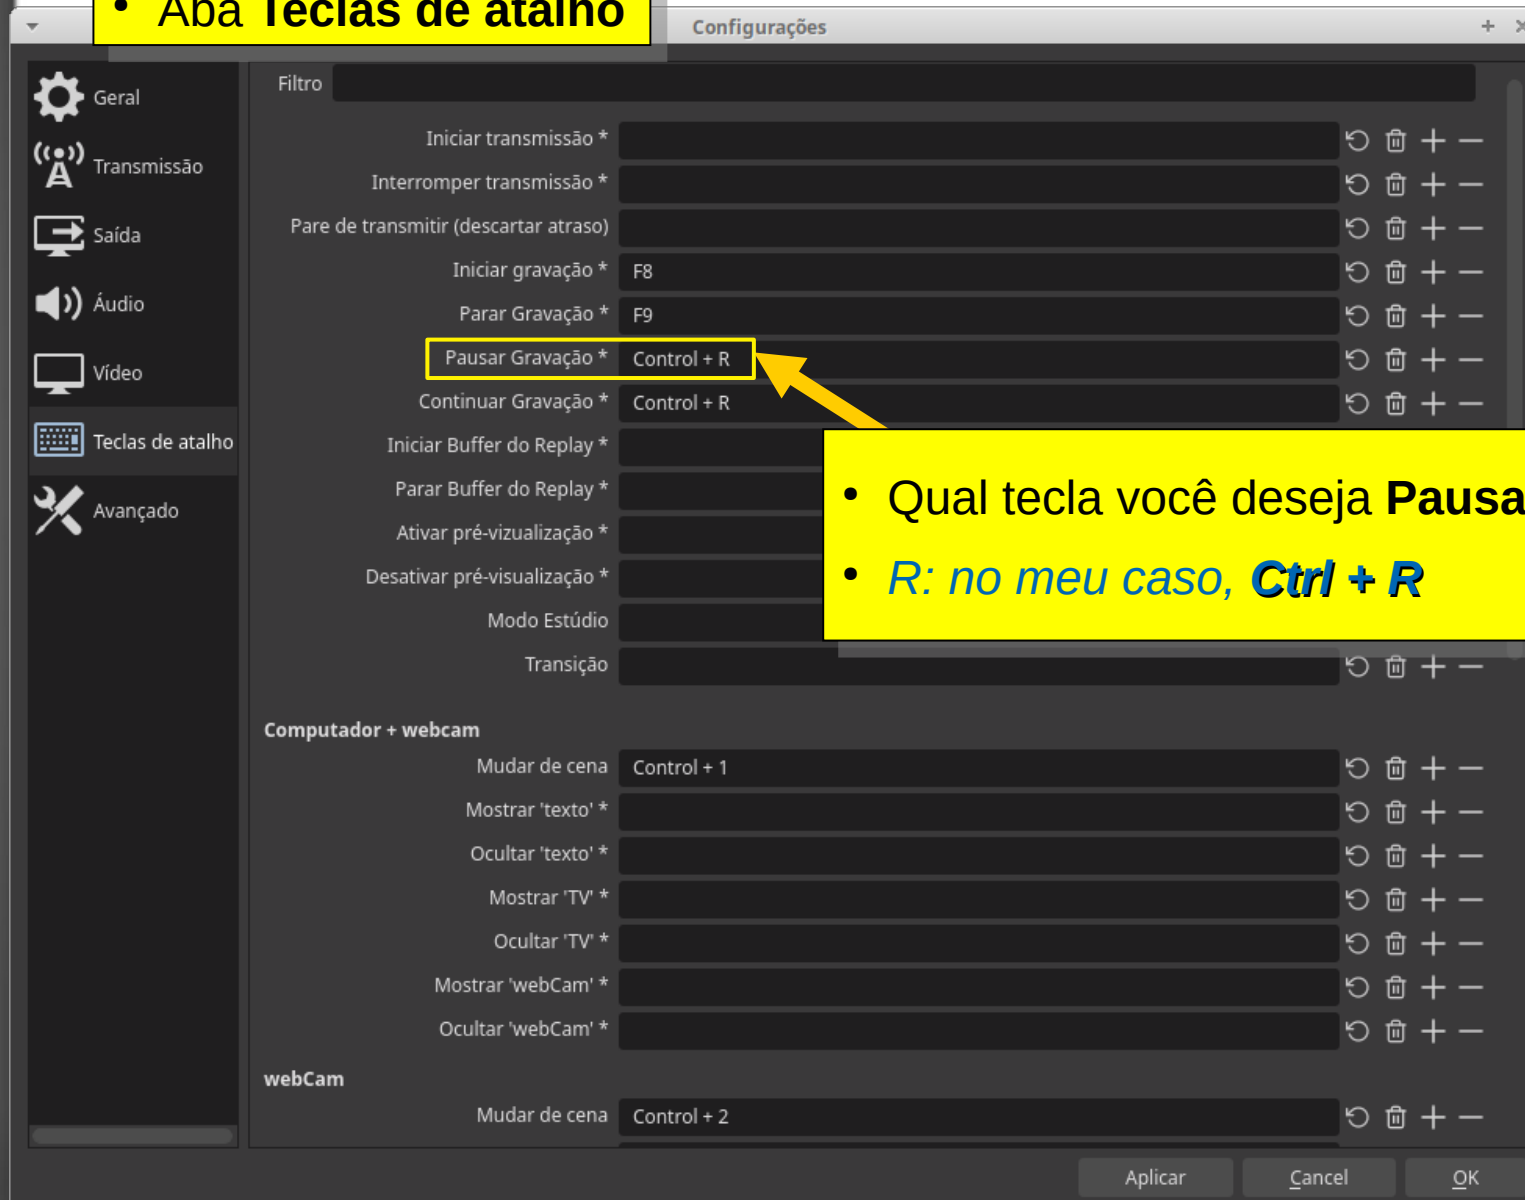 • Aba Teclas de atalho
Configurações
Geral
Transmissão
Saída
Áudio
Vídeo
Teclas de atalho
Avançado
Filtro
Iniciar transmissão *
Interromper transmissão *
Pare de transmitir (descartar atraso)
Iniciar gravação * F8
Parar Gravação * F9
Pausar Gravação * Control + R
Continuar Gravação * Control + R
Iniciar Buffer do Replay *
Parar Buffer do Replay *
Ativar pré-vizualização *
Desativar pré-visualização *
Modo Estúdio
Transição
• Qual tecla você deseja Pausa
• R: no meu caso, Ctrl + R
Computador + webcam
Mudar de cena Control + 1
Mostrar 'texto' *
Ocultar 'texto' *
Mostrar 'TV' *
Ocultar 'TV' *
Mostrar 'webCam' *
Ocultar 'webCam' *
webCam
Mudar de cena Control + 2
Aplicar
Cancel
OK